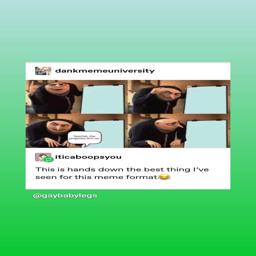 dankmemeuniversity
iticaboopsyou
This is hands down the best thing I've
seen for this meme format😂
@gaybabylegs